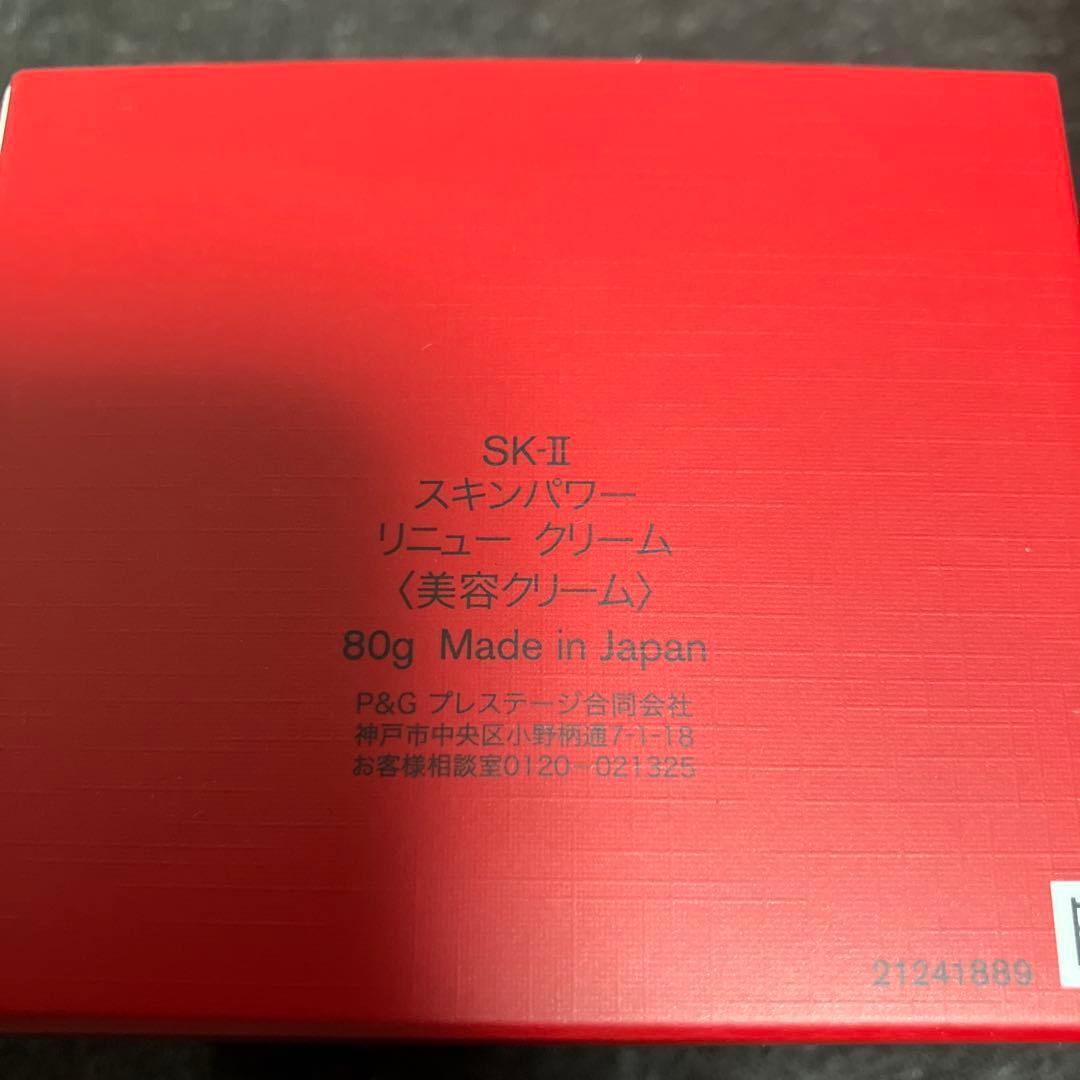 SK-Ⅱ
スキンパワー
リニュー クリーム
〈美容クリーム〉
80g Made in Japan
P&G プレステージ合同会社
神戸市中央区小野柄通7-1-18
お客様相談室0120-021325
21241889